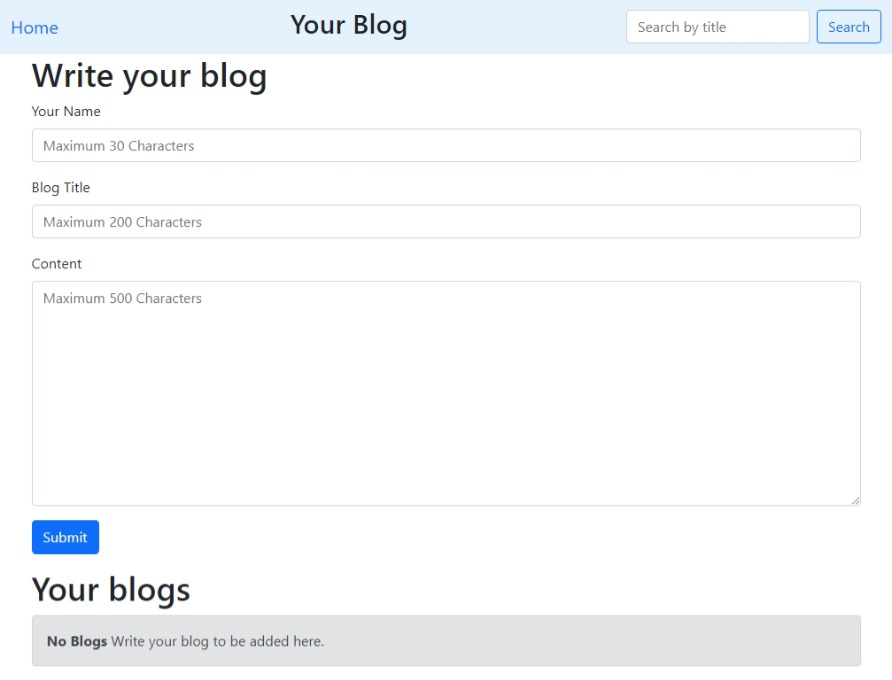 Home
Your Blog
Search by title
Search
Write your blog
Your Name
Maximum 30 Characters
Blog Title
Maximum 200 Characters
Content
Maximum 500 Characters
Submit
Your blogs
No Blogs Write your blog to be added here.